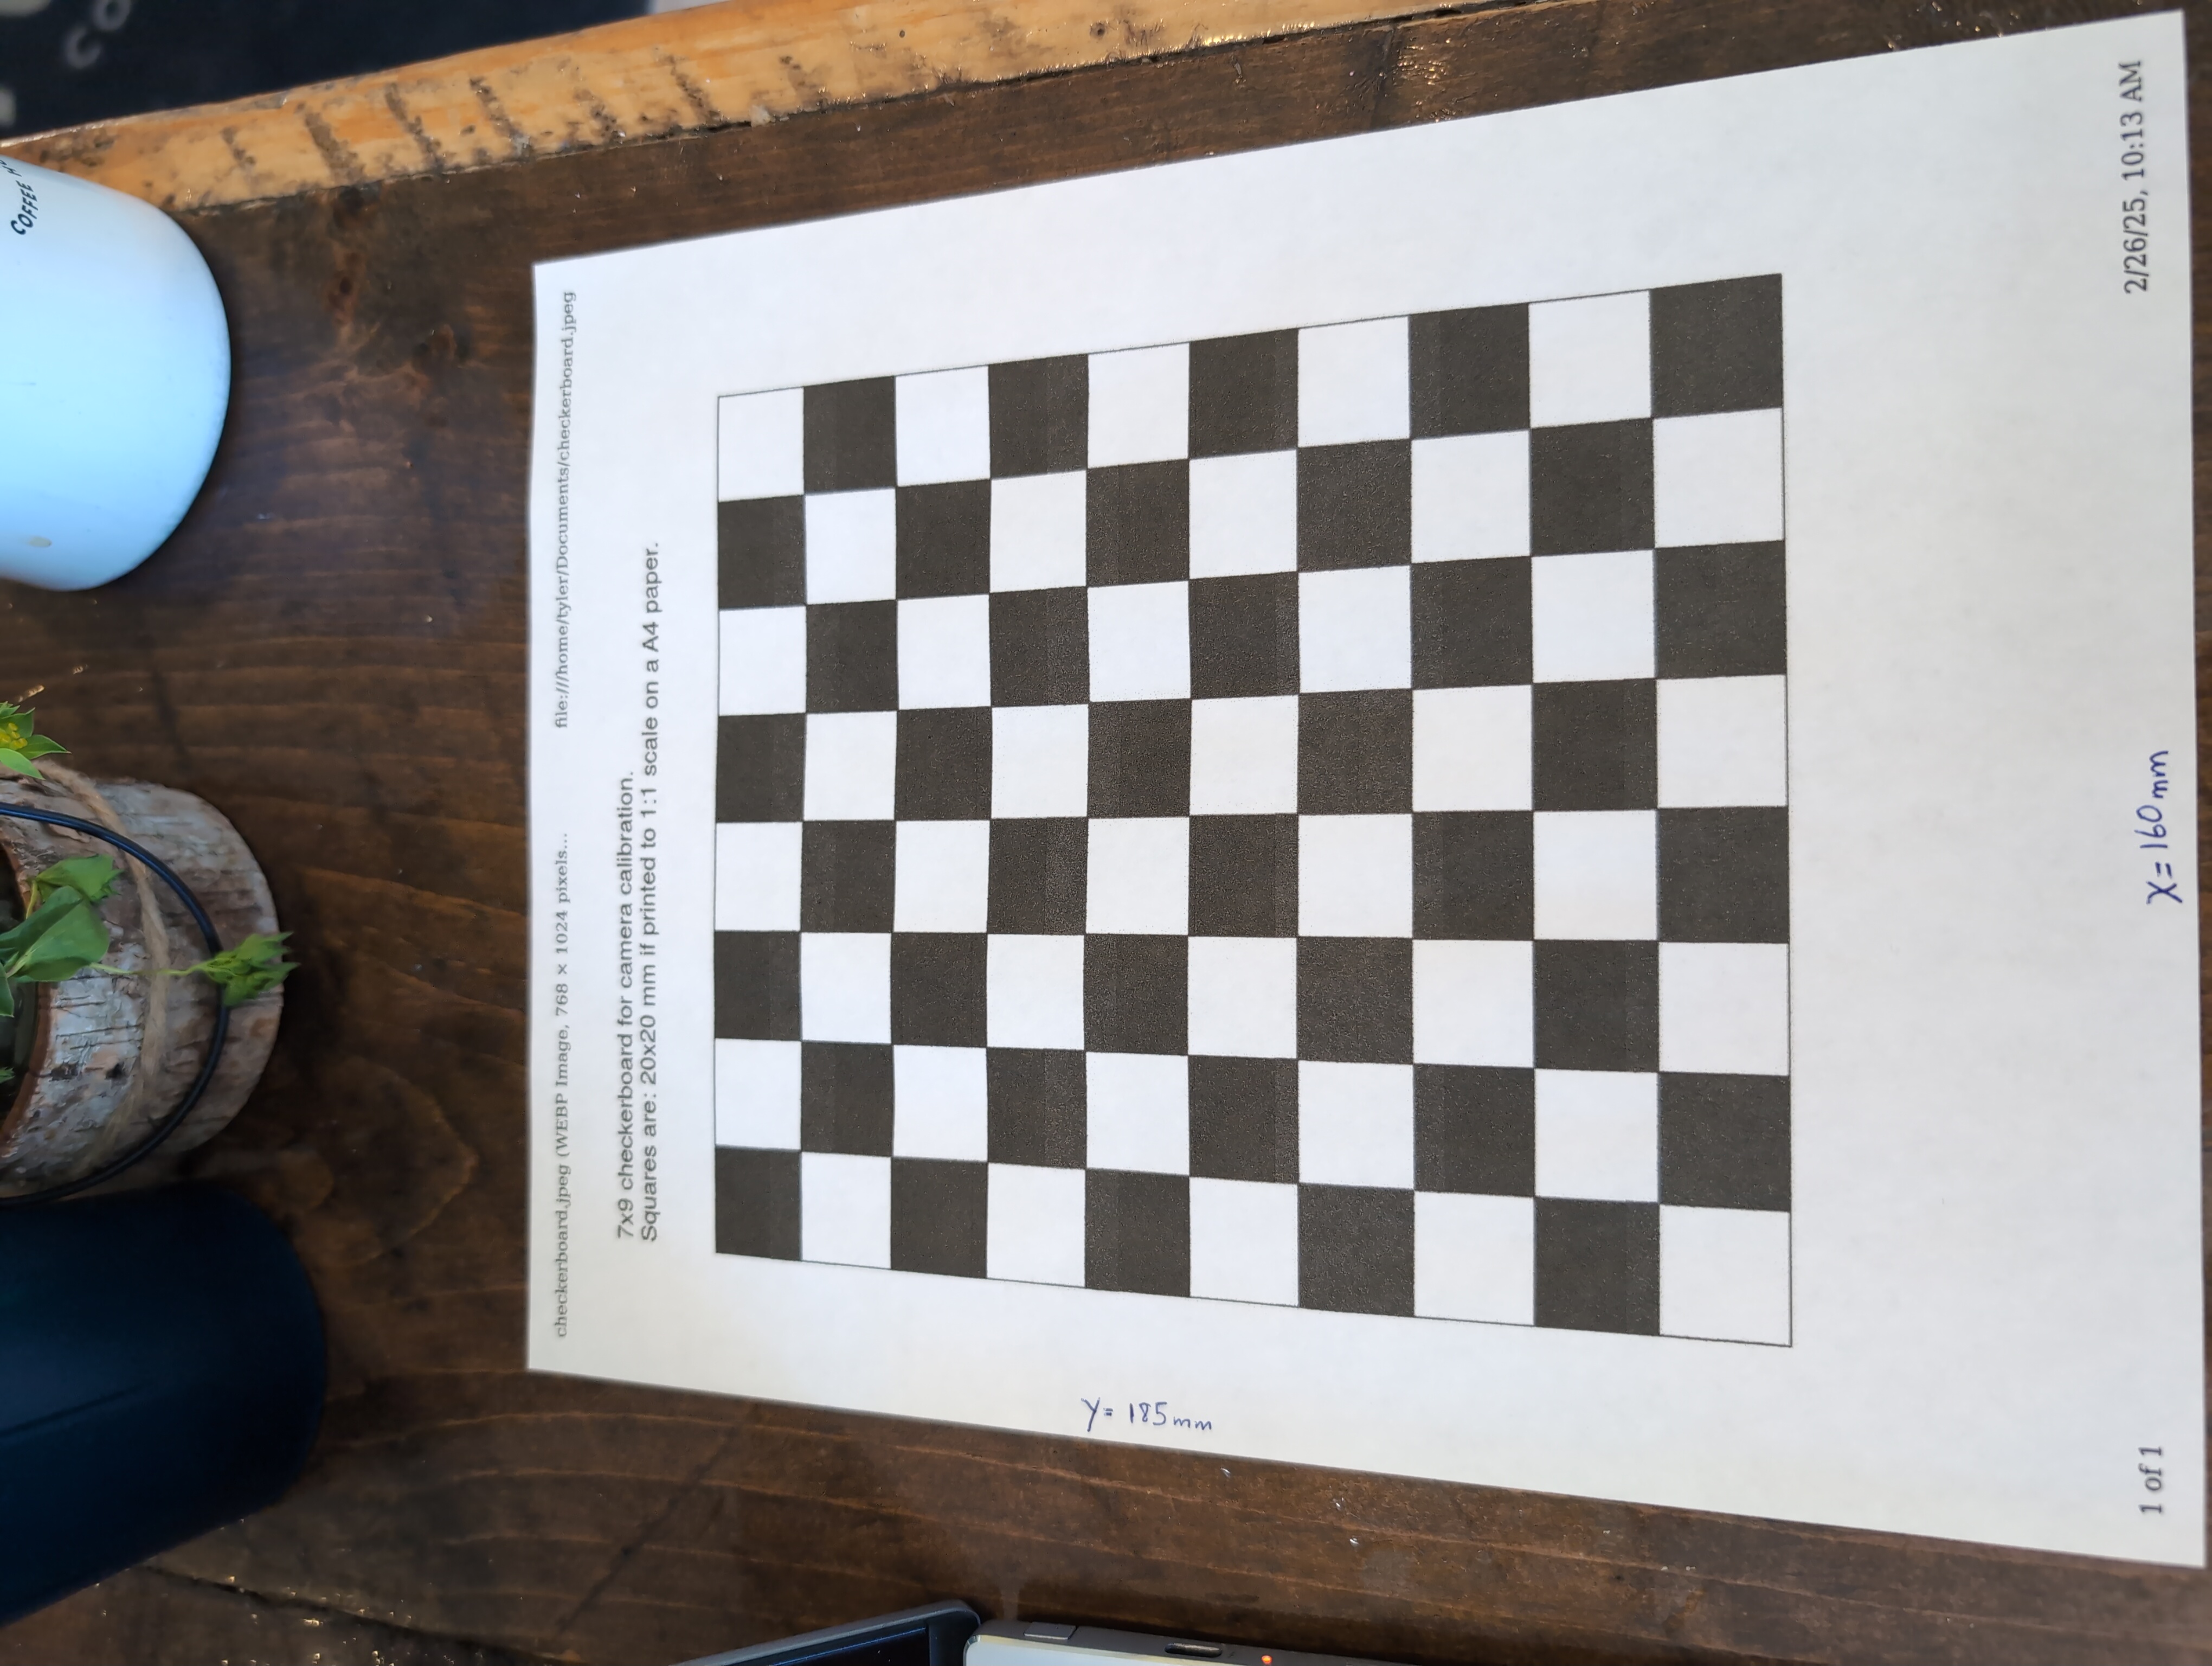 COFFEE
checkerboard.jpeg (WEBP Image, 768 × 1024 pixels...
file:///home/tyler/Documents/checkerboard.jpeg
7x9 checkerboard for camera calibration.
Squares are: 20x20 mm if printed to 1:1 scale on a A4 paper.
Y= 185mm
1 of 1
X=160mm
2/26/25, 10:13 AM